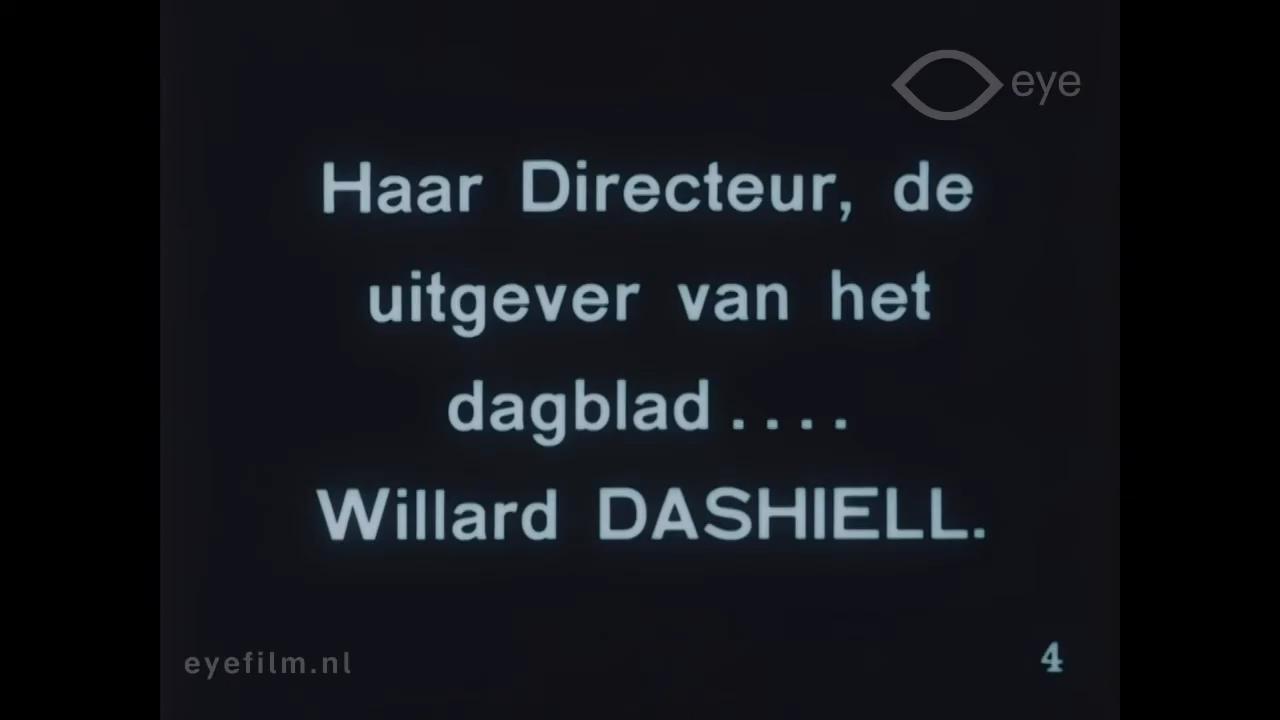 eye
Haar Directeur, de
uitgever van het
dagblad ....
Willard DASHIELL.
eyefilm.nl
4